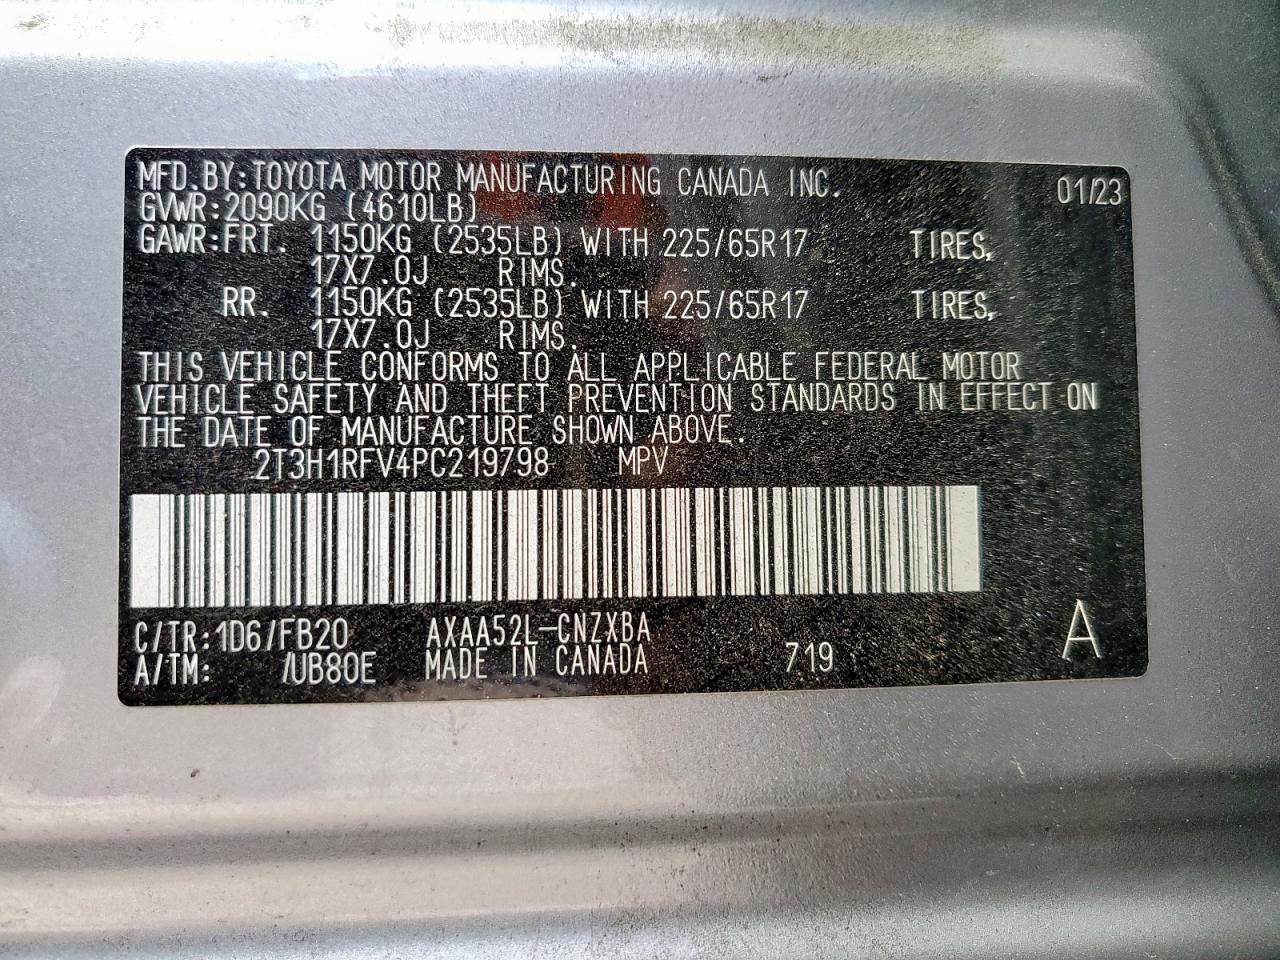 MFD.BY:TOYOTA MOTOR MANUFACTURING CANADA INC. 01/23
GVWR:2090KG (4610LB)
GAWR:FRT. 1150KG (2535LB) WITH 225/65R17 TIRES,
17X7.0J RIMS.
RR. 1150KG (2535LB) WITH 225/65R17 TIRES,
17X7.0J RIMS.
THIS VEHICLE CONFORMS TO ALL APPLICABLE FEDERAL MOTOR
VEHICLE SAFETY AND THEFT PREVENTION STANDARDS IN EFFECT ON
THE DATE OF MANUFACTURE SHOWN ABOVE.
2T3H1RFV4PC219798 MPV
C/TR:1D6/FB20 AXAA52L-CNZXBA
A/TM: /UB80E MADE IN CANADA 719 A